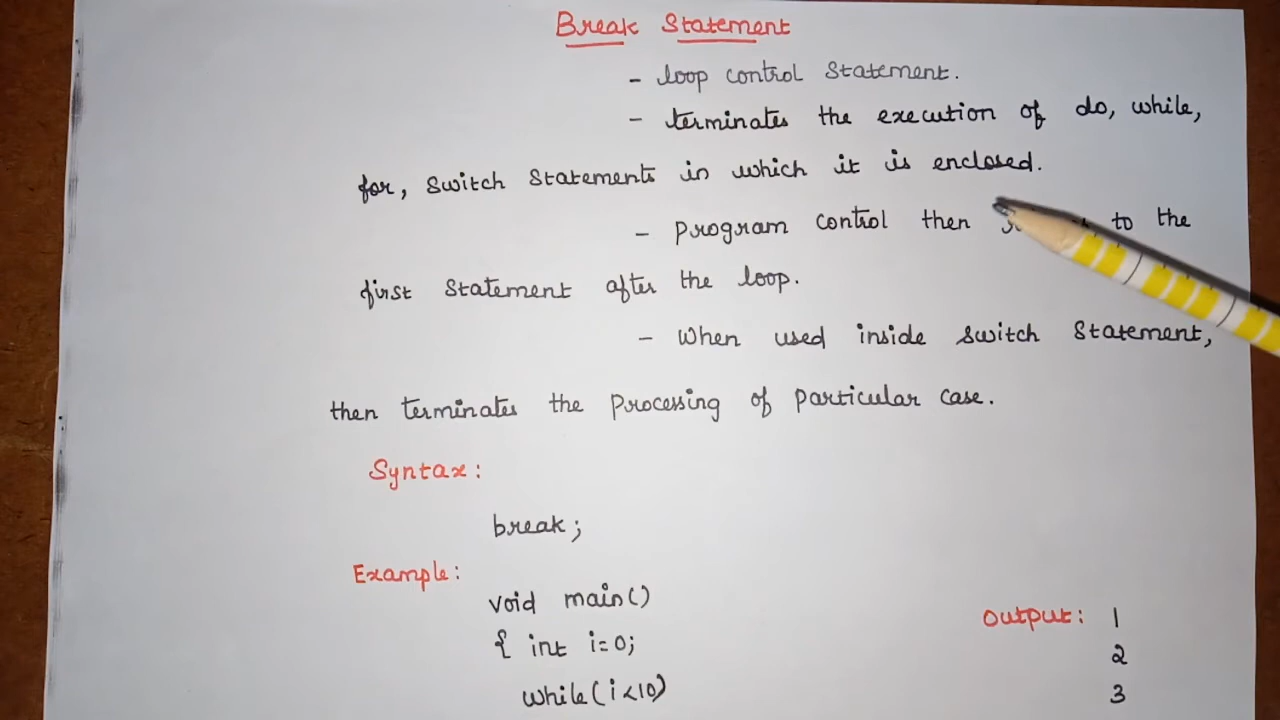 Break Statement
- loop control statement.
- terminates the execution of do, while,
for, switch statements in which it is enclosed.
- program control then to the
first statement after the loop.
- When used inside switch statement,
then terminates the processing of particular case.
Syntax:
break;
Example:
void main()
{ int i=0;
while(i<10)
Output: 1
2
3